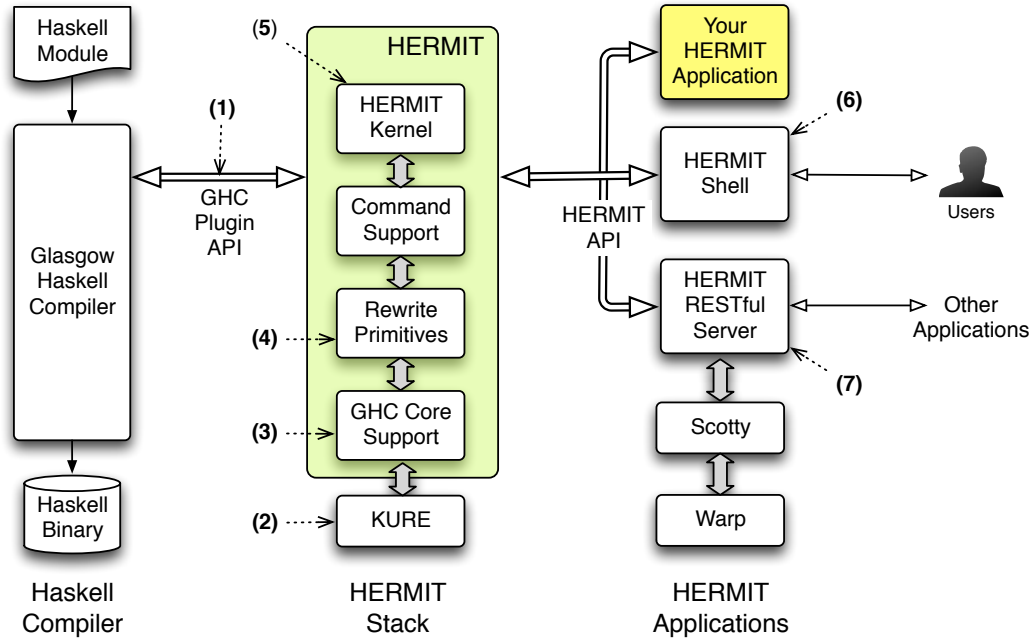 Haskell
Module
(1)
Glasgow
Haskell
Compiler
GHC
Plugin
API
Haskell
Binary
Haskell
Compiler
(5)
HERMIT
HERMIT
Kernel
Command
Support
Rewrite
Primitives
(4)
GHC Core
Support
(3)
KURE
(2)
HERMIT
Stack
HERMIT
API
Your
HERMIT
Application
(6)
HERMIT
Shell
Users
HERMIT
RESTful
Server
Other
Applications
(7)
Scotty
Warp
HERMIT
Applications